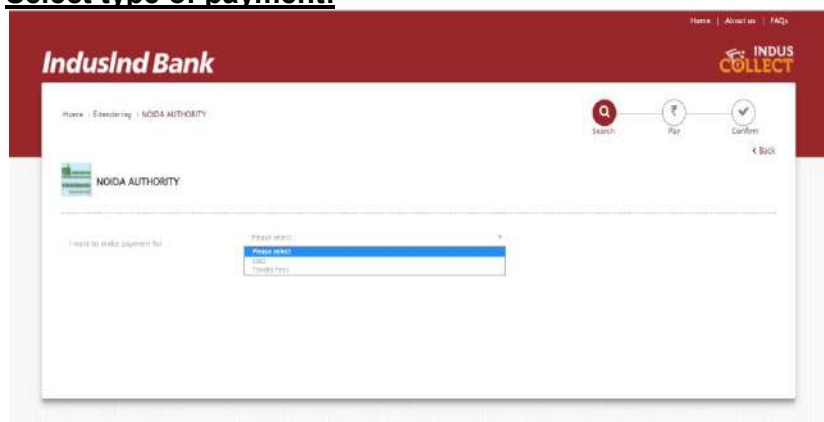 Select type of payment:
Home | About us | FAQs
IndusInd Bank
INDUS
COLLECT
Home Etendering NOIDA AUTHORITY
₹
Search Pay Confirm
< Back
NOIDA AUTHORITY
I want to make payment for
Please select
Please select
EMD
Tender Fees